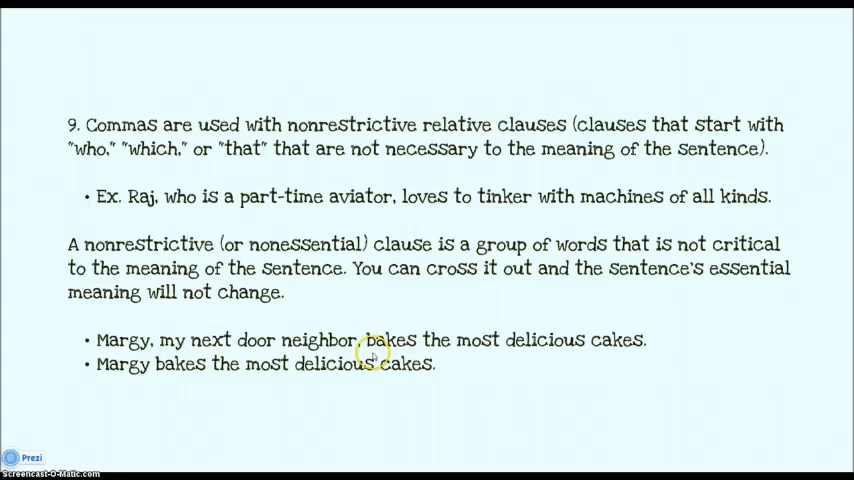 9. Commas are used with nonrestrictive relative clauses (clauses that start with
"who," "which," or "that" that are not necessary to the meaning of the sentence).
• Ex. Raj, who is a part-time aviator, loves to tinker with machines of all kinds.
A nonrestrictive (or nonessential) clause is a group of words that is not critical
to the meaning of the sentence. You can cross it out and the sentence's essential
meaning will not change.
• Margy, my next door neighbor, bakes the most delicious cakes.
• Margy bakes the most delicious cakes.
Prezi
Screencast-O-Matic.com